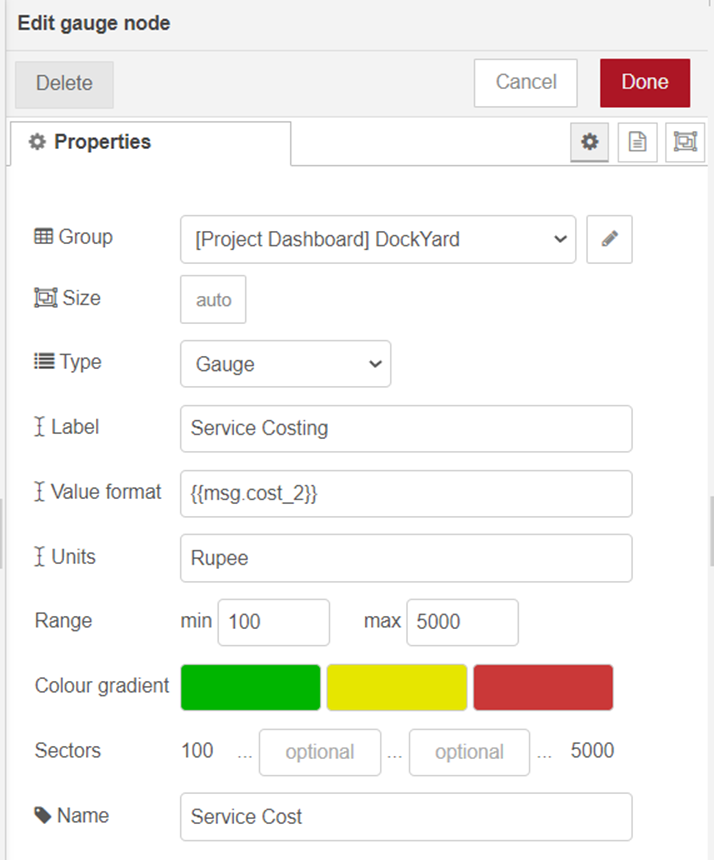 Edit gauge node
Delete
Cancel
Done
Properties
Group
[Project Dashboard] DockYard
Size
auto
Type
Gauge
Label
Service Costing
Value format
{{msg.cost_2}}
Units
Rupee
Range min 100 max 5000
Colour gradient
Sectors 100 ... optional ... optional ... 5000
Name
Service Cost